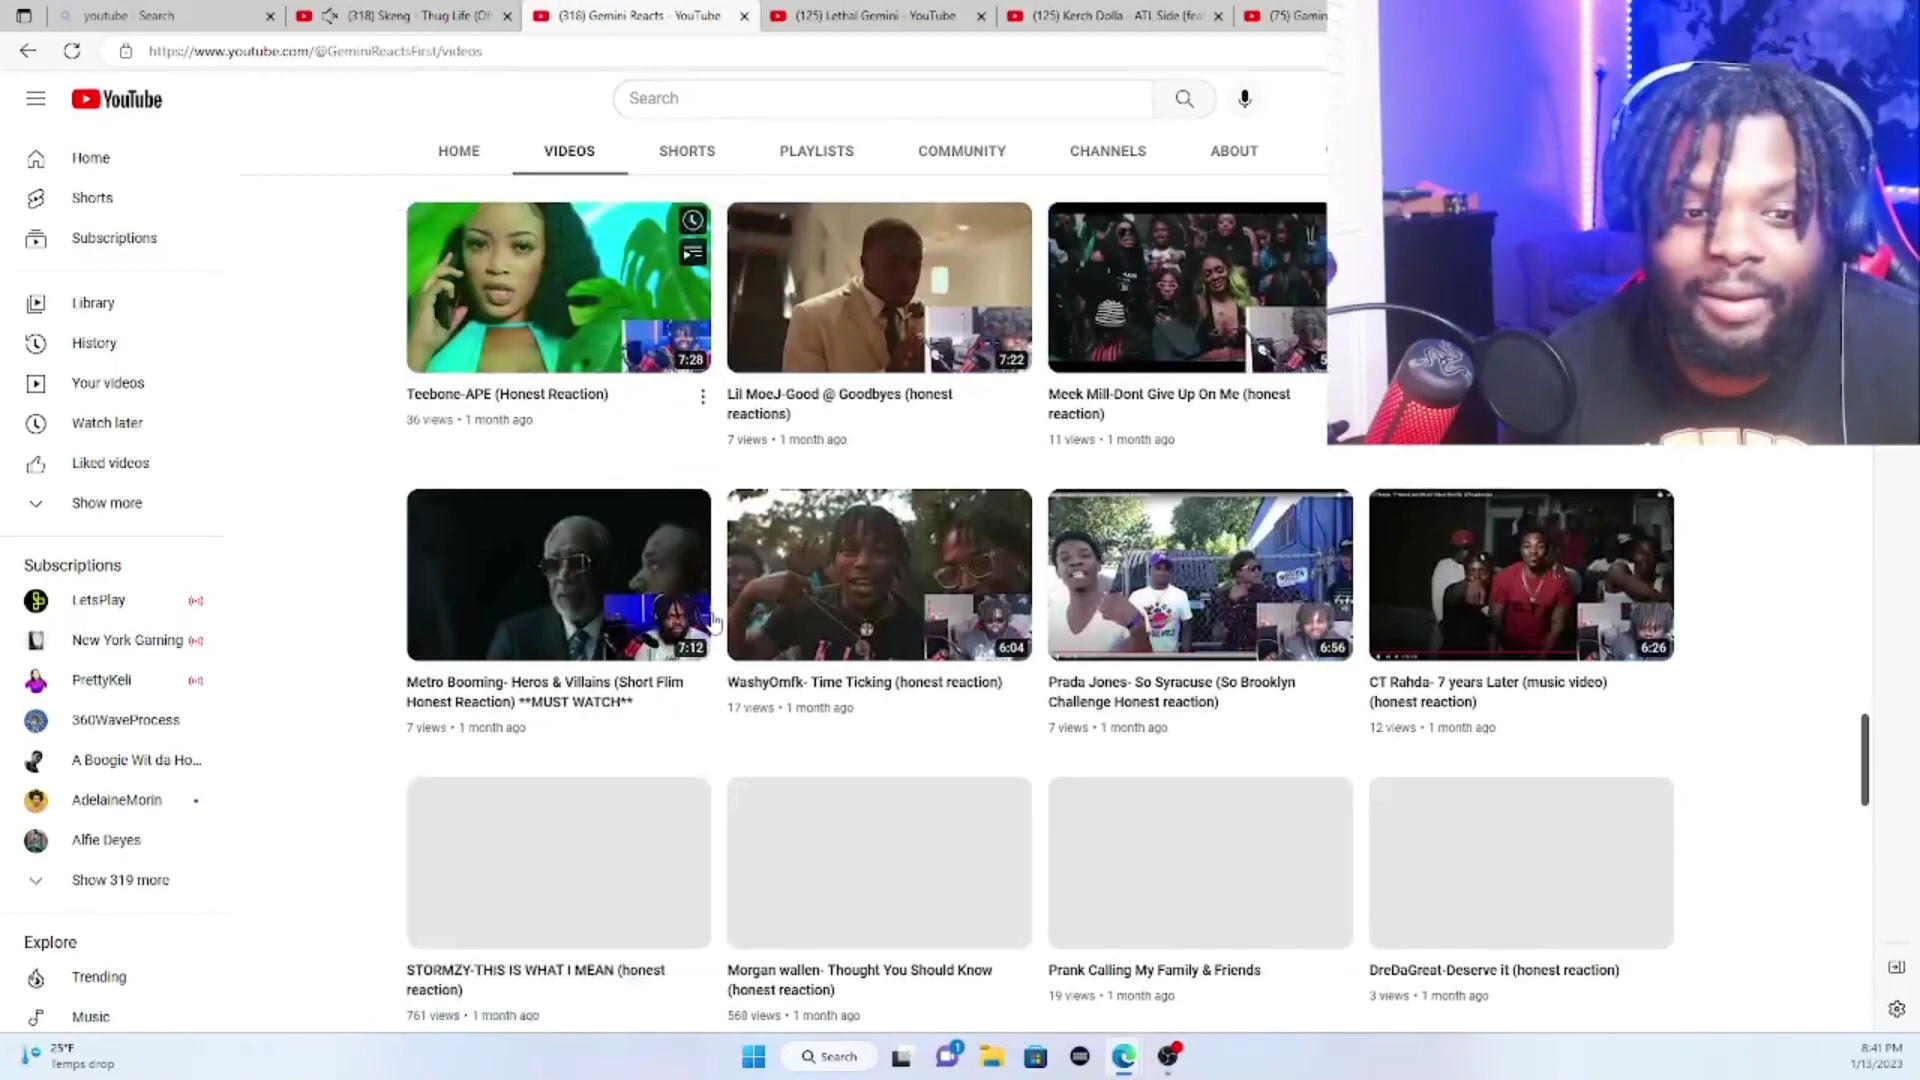 youtube - Search
(318) Skeng - Thug Life (Of
(318) Gemini Reacts - YouTube
(125) Lethal Gemini - YouTube
(125) Kerch Dolla - ATL Side (fea
(75) Gamin
https://www.youtube.com/@GeminiReactsFirst/videos
YouTube
Search
HOME
VIDEOS
SHORTS
PLAYLISTS
COMMUNITY
CHANNELS
ABOUT
Home
Shorts
Subscriptions
Library
History
Your videos
Watch later
Liked videos
Show more
Subscriptions
LetsPlay
New York Gaming
PrettyKeli
360WaveProcess
A Boogie Wit da Ho...
AdelaineMorin
Alfie Deyes
Show 319 more
Explore
Trending
Music
7:28
Teebone-APE (Honest Reaction)
36 views • 1 month ago
7:22
Lil MoeJ-Good @ Goodbyes (honest
reactions)
7 views • 1 month ago
5
Meek Mill-Dont Give Up On Me (honest
reaction)
11 views • 1 month ago
7:12
Metro Booming- Heros & Villains (Short Flim
Honest Reaction) **MUST WATCH**
7 views • 1 month ago
6:04
WashyOmfk- Time Ticking (honest reaction)
17 views • 1 month ago
6:56
Prada Jones- So Syracuse (So Brooklyn
Challenge Honest reaction)
7 views • 1 month ago
6:26
CT Rahda- 7 years Later (music video)
(honest reaction)
12 views • 1 month ago
STORMZY-THIS IS WHAT I MEAN (honest
reaction)
761 views • 1 month ago
Morgan wallen- Thought You Should Know
(honest reaction)
568 views • 1 month ago
Prank Calling My Family & Friends
19 views • 1 month ago
DreDaGreat-Deserve it (honest reaction)
3 views • 1 month ago
25°F
Temps drop
Search
1
8:41 PM
1/13/2023